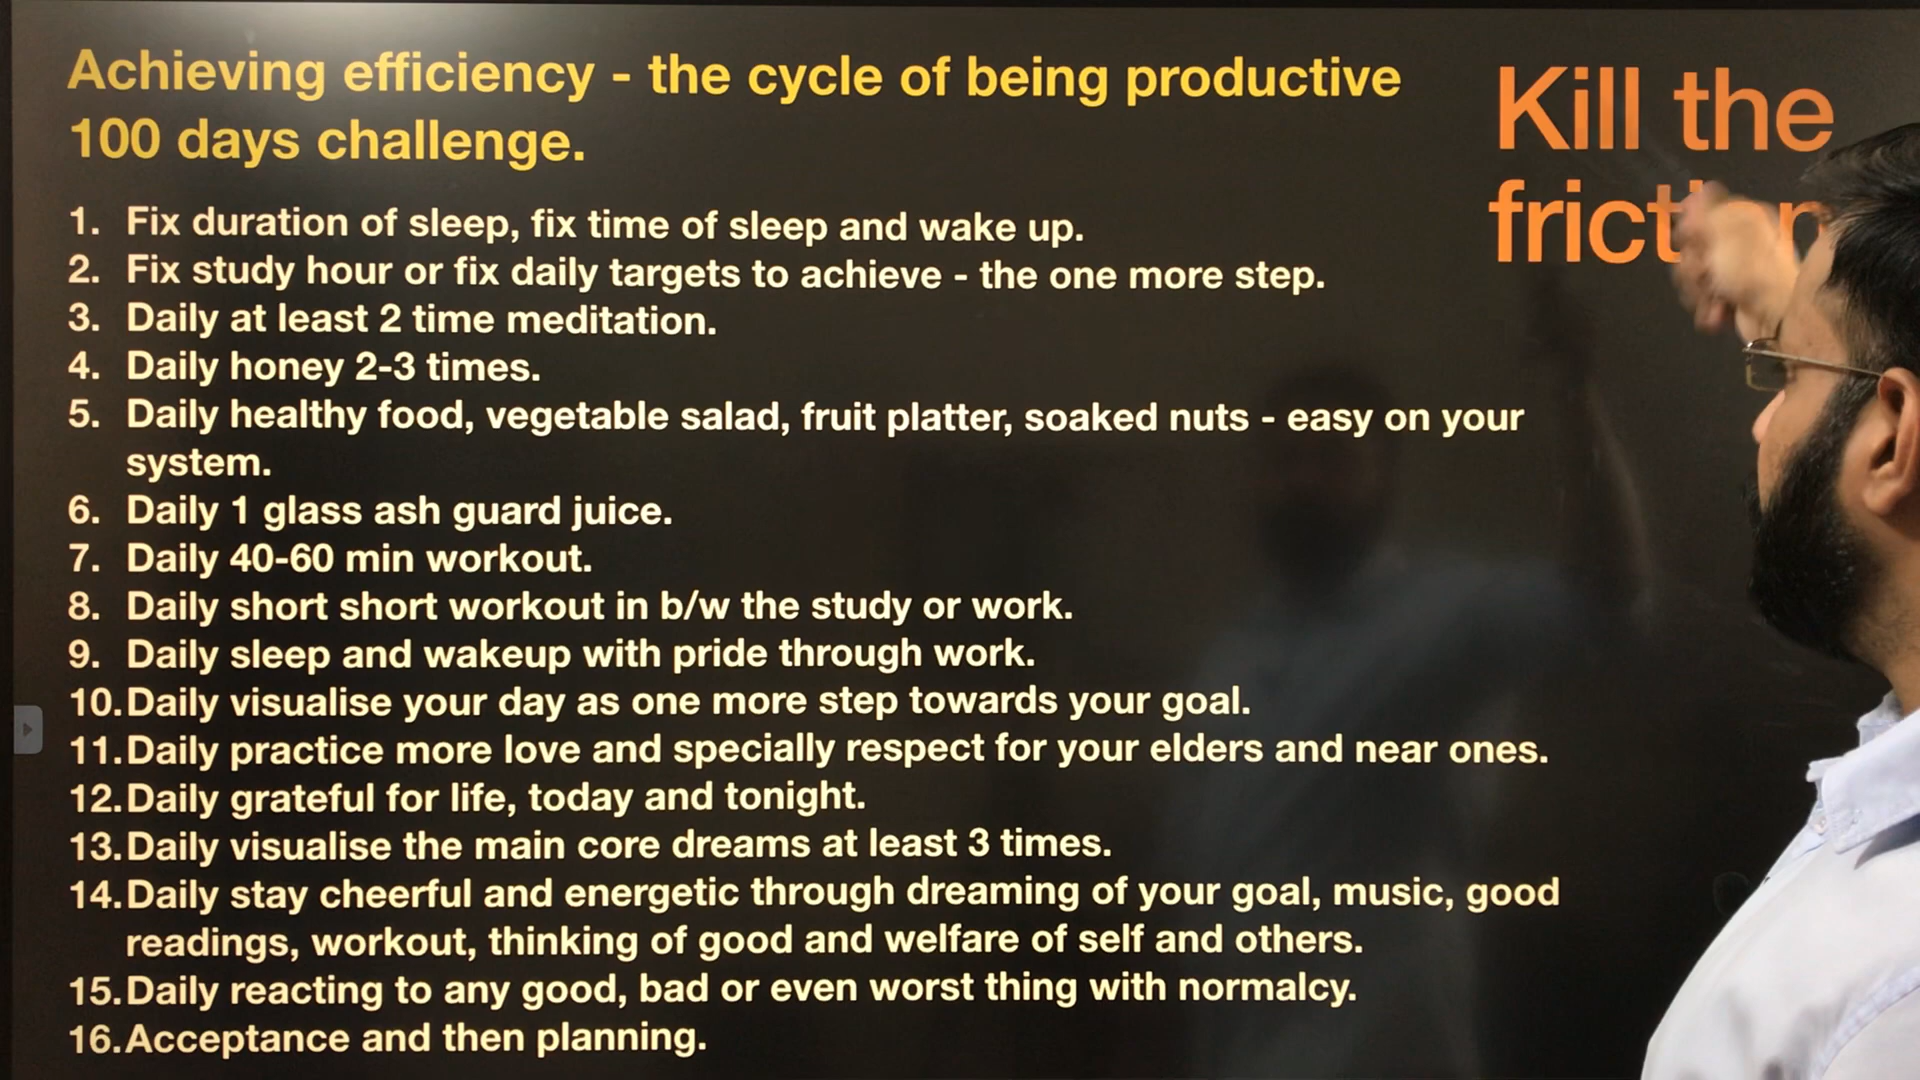 Achieving efficiency - the cycle of being productive
100 days challenge.
Kill the
friction
1. Fix duration of sleep, fix time of sleep and wake up.
2. Fix study hour or fix daily targets to achieve - the one more step.
3. Daily at least 2 time meditation.
4. Daily honey 2-3 times.
5. Daily healthy food, vegetable salad, fruit platter, soaked nuts - easy on your
system.
6. Daily 1 glass ash guard juice.
7. Daily 40-60 min workout.
8. Daily short short workout in b/w the study or work.
9. Daily sleep and wakeup with pride through work.
10. Daily visualise your day as one more step towards your goal.
11. Daily practice more love and specially respect for your elders and near ones.
12. Daily grateful for life, today and tonight.
13. Daily visualise the main core dreams at least 3 times.
14. Daily stay cheerful and energetic through dreaming of your goal, music, good
readings, workout, thinking of good and welfare of self and others.
15. Daily reacting to any good, bad or even worst thing with normalcy.
16. Acceptance and then planning.